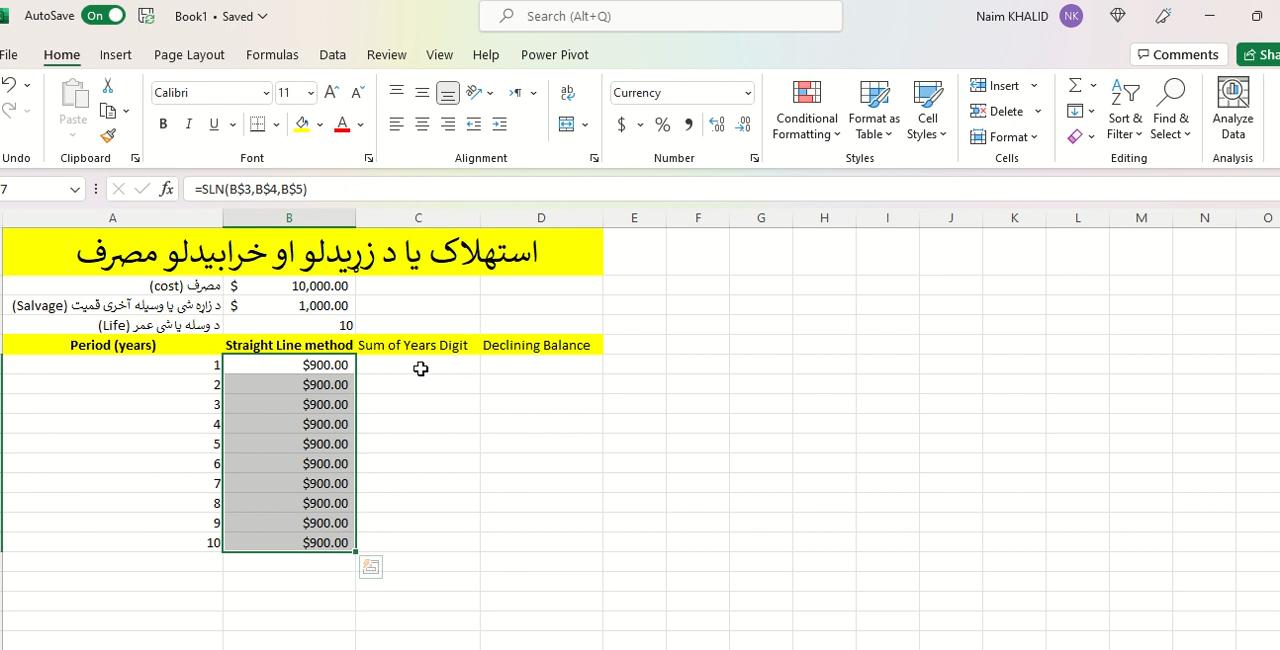 AutoSave On Book1 • Saved Search (Alt+Q) Naim KHALID NK
File Home Insert Page Layout Formulas Data Review View Help Power Pivot Comments Sha
Calibri 11 Currency Insert
Paste Conditional Formatting Format as Table Cell Styles Delete Sort & Filter Find & Select Analyze Data
B I U $ % Format
Undo Clipboard Font Alignment Number Styles Cells Editing Analysis
7 fx =SLN(B$3,B$4,B$5)
A B C D E F G H I J K L M N O
استهلاک یا د زړیدلو او خرابیدلو مصرف
مصرف (cost) $ 10,000.00
د زاړه شی یا وسیله آخری قمیت (Salvage) $ 1,000.00
د وسله یا شی عمر (Life) 10
Period (years) Straight Line method Sum of Years Digit Declining Balance
1 $900.00
2 $900.00
3 $900.00
4 $900.00
5 $900.00
6 $900.00
7 $900.00
8 $900.00
9 $900.00
10 $900.00